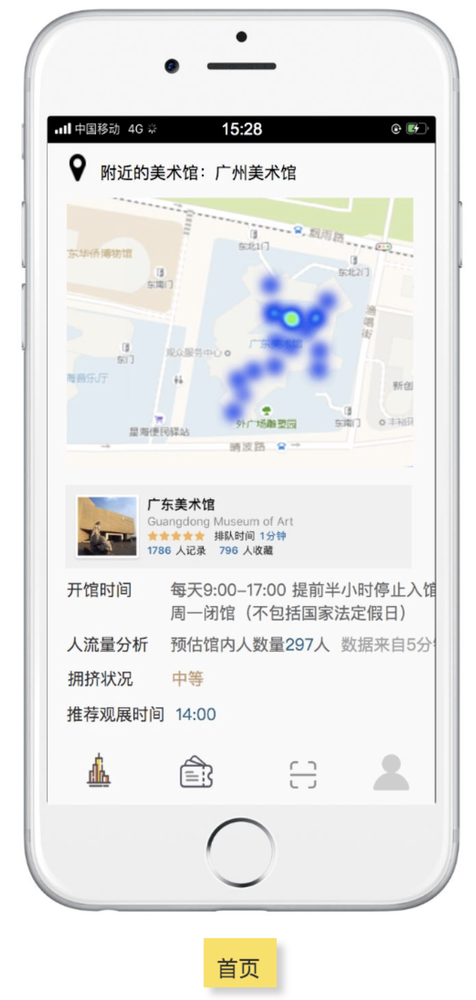 中国移动 4G 15:28
附近的美术馆：广州美术馆
烟雨路
东北1门
东华侨博物馆
东北2门
东南门
渔唱街
广东美术馆
观众服务中心
东门
海音乐厅
新创
外广场雕塑园
东南门
丰裕环
星海便民驿站
晴波路
广东美术馆
Guangdong Museum of Art
排队时间 1分钟
1786 人记录 796 人收藏
开馆时间 每天9:00–17:00 提前半小时停止入馆
周一闭馆（不包括国家法定假日）
人流量分析 预估馆内人数量297人 数据来自5分
拥挤状况 中等
推荐观展时间 14:00
首页